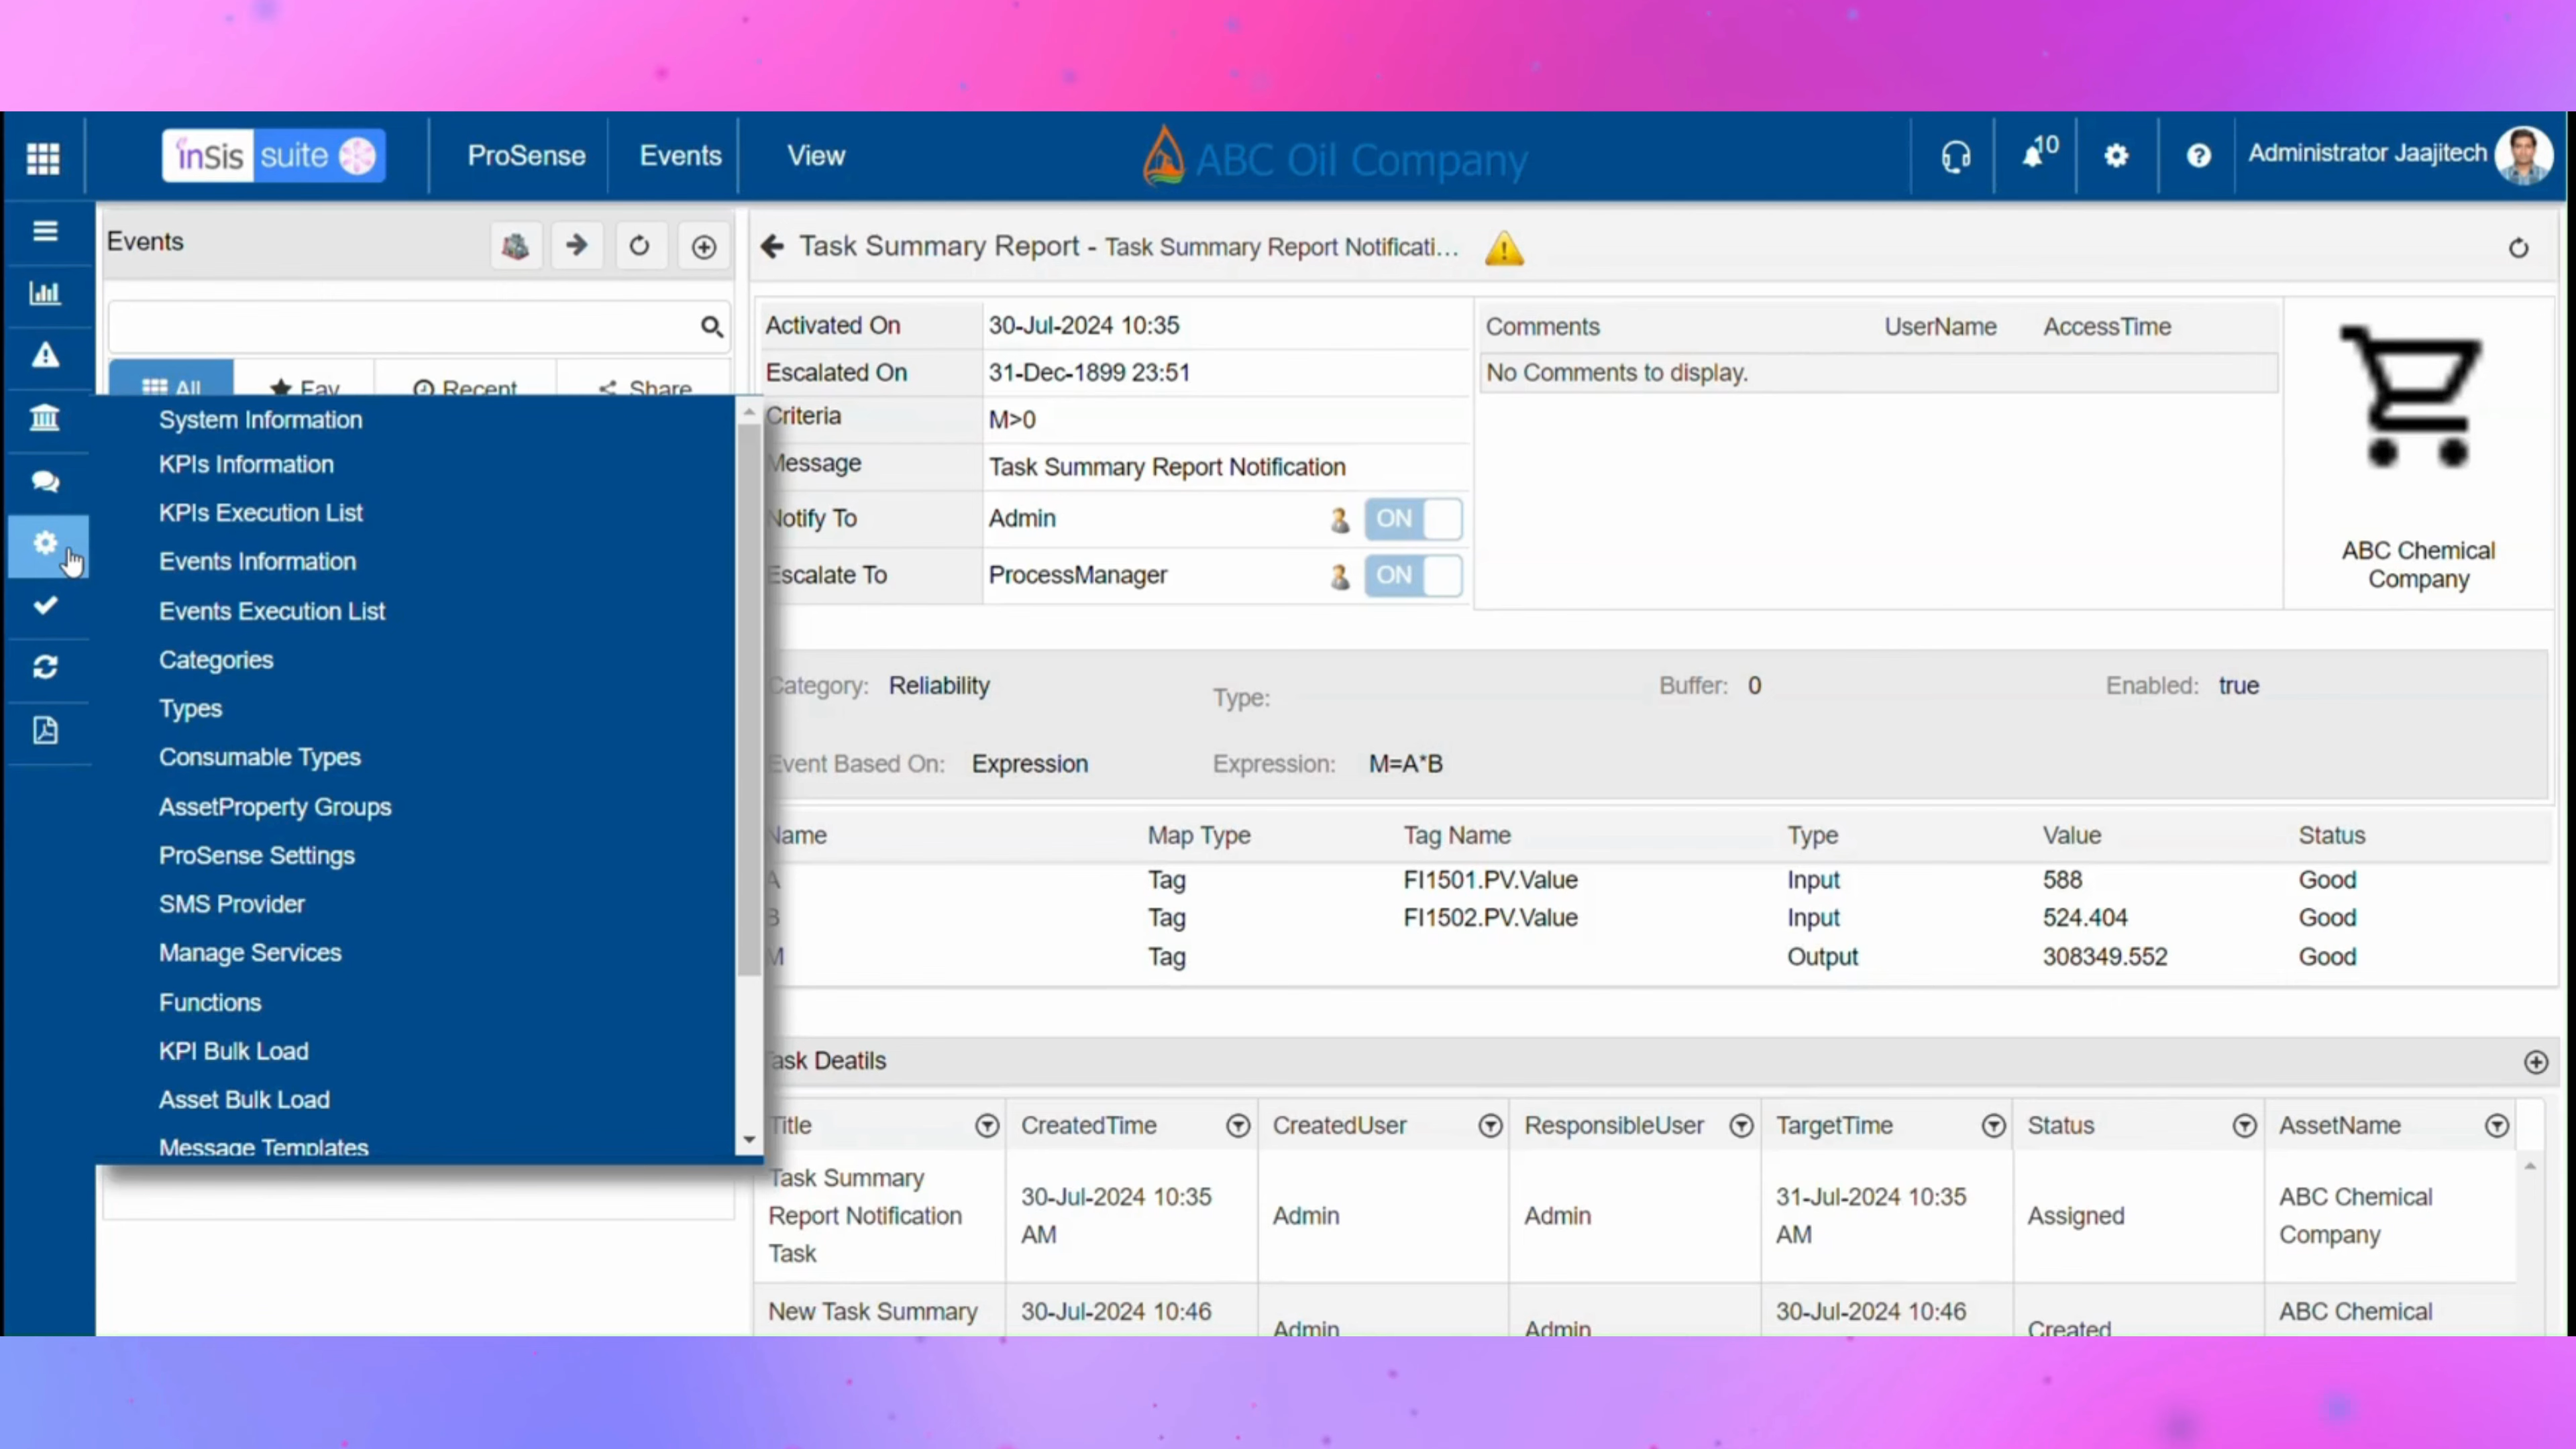 inSis suite
ProSense
Events
View
ABC Oil Company
10
Administrator Jaajitech
Events
Task Summary Report - Task Summary Report Notificati...
All
Fav
Recent
Share
System Information
KPIs Information
KPIs Execution List
Events Information
Events Execution List
Categories
Types
Consumable Types
AssetProperty Groups
ProSense Settings
SMS Provider
Manage Services
Functions
KPI Bulk Load
Asset Bulk Load
Message Templates
Activated On 30-Jul-2024 10:35
Escalated On 31-Dec-1899 23:51
Criteria M>0
Message Task Summary Report Notification
Notify To Admin ON
Escalate To ProcessManager ON
Comments UserName AccessTime
No Comments to display.
ABC Chemical
Company
Category: Reliability Type: Buffer: 0 Enabled: true
Event Based On: Expression Expression: M=A*B
Name Map Type Tag Name Type Value Status
A Tag FI1501.PV.Value Input 588 Good
B Tag FI1502.PV.Value Input 524.404 Good
M Tag Output 308349.552 Good
ask Deatils
Title CreatedTime CreatedUser ResponsibleUser TargetTime Status AssetName
Task Summary
Report Notification
Task
30-Jul-2024 10:35
AM
Admin
Admin
31-Jul-2024 10:35
AM
Assigned
ABC Chemical
Company
New Task Summary
30-Jul-2024 10:46
Admin
Admin
30-Jul-2024 10:46
Created
ABC Chemical